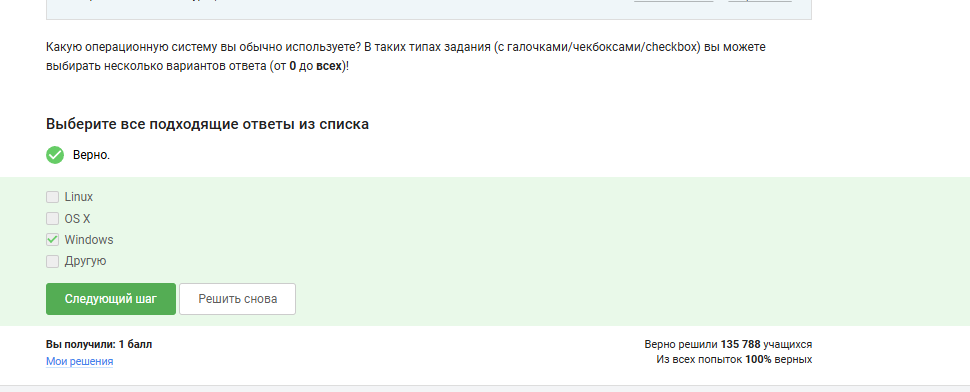 Какую операционную систему вы обычно используете? В таких типах задания (с галочками/чекбоксами/checkbox) вы можете
выбирать несколько вариантов ответа (от 0 до всех)!
Выберите все подходящие ответы из списка
Верно.
Linux
OS X
Windows
Другую
Следующий шаг
Решить снова
Вы получили: 1 балл
Мои решения
Верно решили 135 788 учащихся
Из всех попыток 100% верных